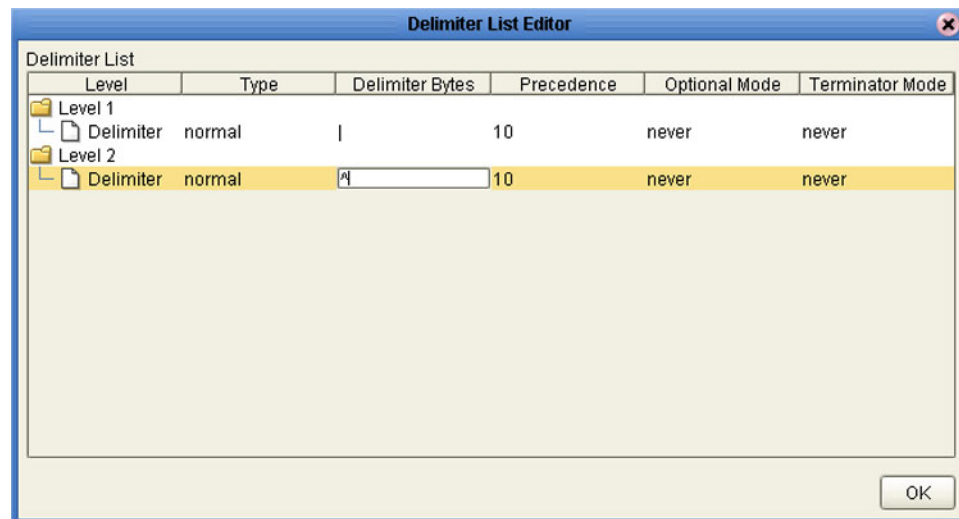 Delimiter List Editor
Delimiter List
Level Type Delimiter Bytes Precedence Optional Mode Terminator Mode
Level 1
Delimiter normal | 10 never never
Level 2
Delimiter normal ^ 10 never never
OK